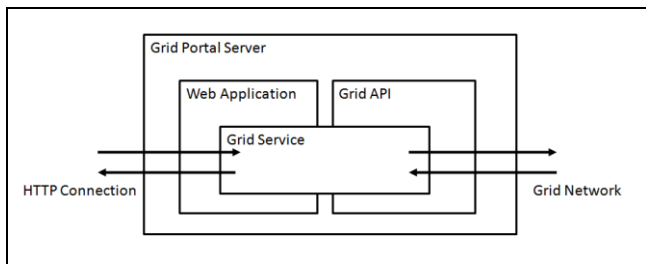 Grid Portal Server
Web Application
Grid API
Grid Service
HTTP Connection
Grid Network